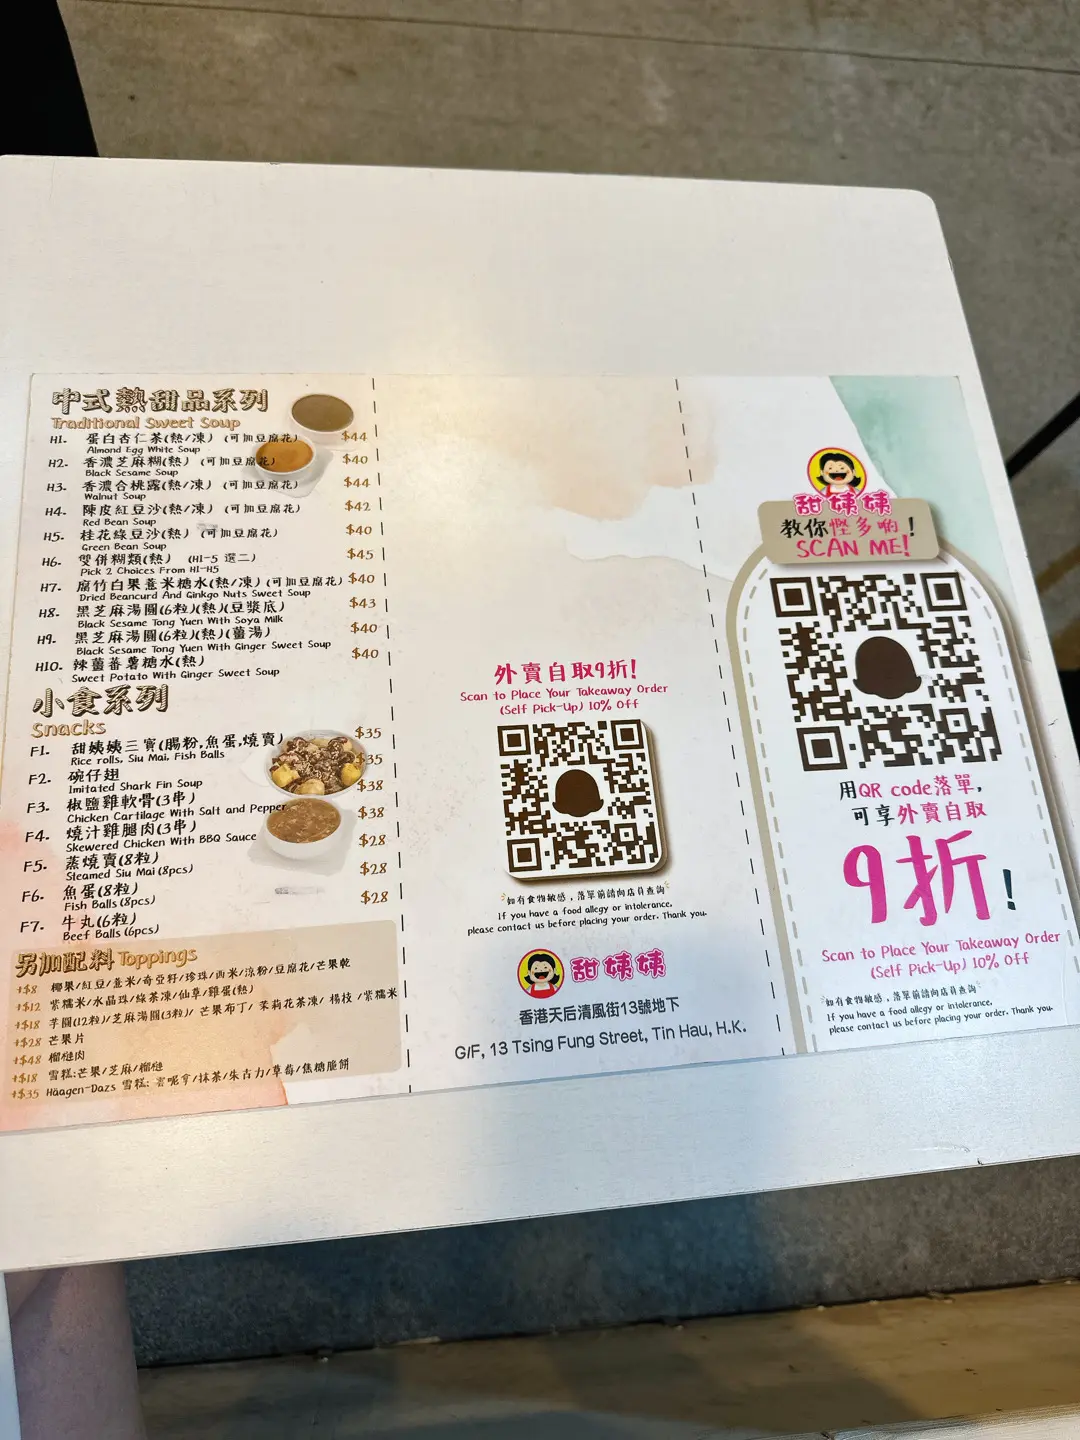 中式熱甜品系列
Traditional Sweet Soup
H1. 蛋白杏仁茶(熱/凍) (可加豆腐花) $44
Almond Egg White Soup
H2. 香濃芝麻糊(熱) (可加豆腐花) $40
Black Sesame Soup
H3. 香濃合桃露(熱/凍) (可加豆腐花) $44
Walnut Soup
H4. 陳皮紅豆沙(熱/凍) (可加豆腐花) $42
Red Bean Soup
H5. 桂花綠豆沙(熱) (可加豆腐花) $40
Green Bean Soup
H6. 雙併糊類(熱) (H1-5 選二) $45
Pick 2 Choices From H1-H5
H7. 腐竹白果薏米糖水(熱/凍)(可加豆腐花) $40
Dried Beancurd And Ginkgo Nuts Sweet Soup
H8. 黑芝麻湯圓(6粒)(熱)(豆漿底) $43
Black Sesame Tong Yuen With Soya Milk
H9. 黑芝麻湯圓(6粒)(熱)(薑湯) $40
Black Sesame Tong Yuen With Ginger Sweet Soup
H10. 辣薑蕃薯糖水(熱) $40
Sweet Potato With Ginger Sweet Soup
小食系列
Snacks
F1. 甜姨姨三寶(腸粉,魚蛋,燒賣) $35
Rice rolls, Siu Mai, Fish Balls
F2. 碗仔翅 $35
Imitated Shark Fin Soup
F3. 椒鹽雞軟骨(3串) $38
Chicken Cartilage With Salt and Pepper
F4. 燒汁雞腿肉(3串) $38
Skewered Chicken With BBQ Sauce
F5. 蒸燒賣(8粒) $28
Steamed Siu Mai (8pcs)
F6. 魚蛋(8粒) $28
Fish Balls (8pcs)
F7. 牛丸(6粒) $28
Beef Balls (6pcs)
另加配料 Toppings
+$8 椰果/紅豆/薏米/奇亞籽/珍珠/西米/涼粉/豆腐花/芒果乾
+$12 紫糯米/水晶珠/綠茶凍/仙草/雞蛋(熱)
+$18 芋圓(12粒)/芝麻湯圓(3粒)/芒果布丁/茉莉花茶凍/楊枝/紫糯米
+$28 芒果片
+$48 榴槤肉
+$18 雪糕:芒果/芝麻/榴槤
+$35 Häagen-Dazs 雪糕: 雲呢拿/抹茶/朱古力/草莓/焦糖脆餅
外賣自取9折!
Scan to Place Your Takeaway Order
(Self Pick-Up) 10% Off
如有食物敏感，落單前請向店員查詢
If you have a food allergy or intolerance,
please contact us before placing your order. Thank you.
甜姨姨
香港天后清風街13號地下
G/F, 13 Tsing Fung Street, Tin Hau, H.K.
甜姨姨
教你慳多啲!
SCAN ME!
用QR code落單,
可享外賣自取
9折!
Scan to Place Your Takeaway Order
(Self Pick-Up) 10% Off
如有食物敏感，落單前請向店員查詢
If you have a food allergy or intolerance,
please contact us before placing your order. Thank you.